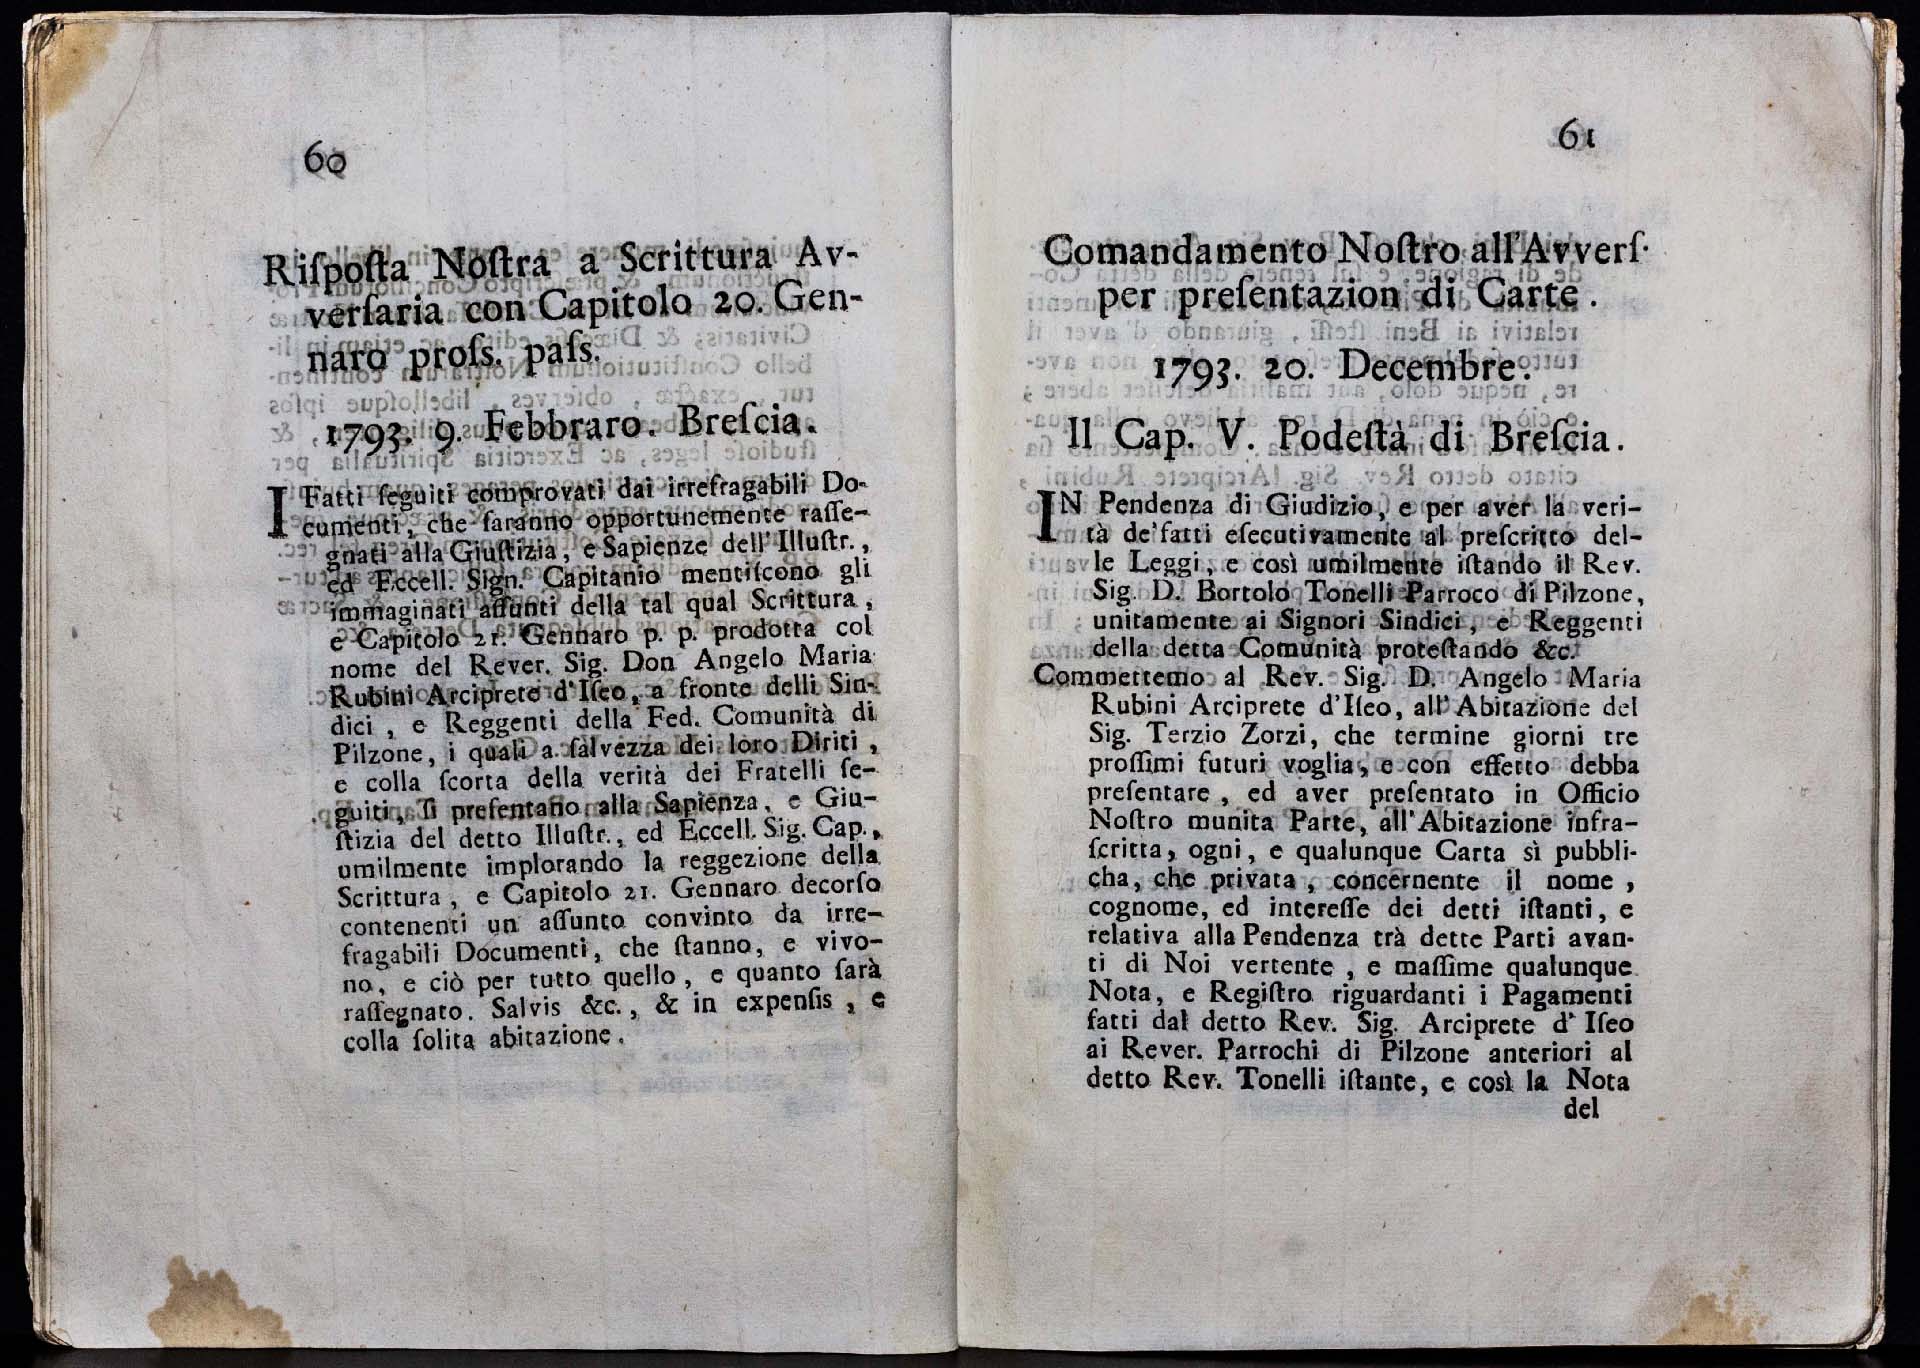 60
Riſpoſta Noſtra a Scrittura Av-
verſaria con Capitolo 20. Gen-
naro proſs. paſs.
1793. 9. Febbraro. Breſcia.
I Fatti ſeguiti comprovati dai irrefragabili Do-
cumenti, che ſaranno opportunemente raſſe-
gnati alla Giuſtizia, e Sapienze dell'Illuſtr.,
ed Eccell. Sign. Capitanio mentiſcono gli
immaginati aſſunti della tal qual Scrittura,
e Capitolo 21. Gennaro p. p. prodotta col
nome del Rever. Sig. Don Angelo Maria
Rubini Arciprete d'Iſeo, a fronte delli Sin-
dici, e Reggenti della Fed. Comunità di
Pilzone, i quali a ſalvezza dei loro Diriti,
e colla ſcorta della verità dei Fratelli ſe-
guiti, ſi preſentano alla Sapienza, e Giu-
ſtizia del detto Illuſtr., ed Eccell. Sig. Cap.,
umilmente implorando la reggezione della
Scrittura, e Capitolo 21. Gennaro decorſo
contenenti un aſſunto convinto da irre-
fragabili Documenti, che ſtanno, e vivo-
no, e ciò per tutto quello, e quanto ſarà
raſſegnato. Salvis &c., & in expenſis, e
colla ſolita abitazione.
61
Comandamento Noſtro all'Avverſ.
per preſentazion di Carte.
1793. 20. Decembre.
Il Cap. V. Podeſtà di Breſcia.
IN Pendenza di Giudizio, e per aver la veri-
tà de'fatti eſecutivamente al preſcritto del-
le Leggi, e così umilmente iſtando il Rev.
Sig. D. Bortolo Tonelli Parroco di Pilzone,
unitamente ai Signori Sindici, e Reggenti
della detta Comunità proteſtando &c.
Commettemo al Rev. Sig. D. Angelo Maria
Rubini Arciprete d'Iſeo, all'Abitazione del
Sig. Terzio Zorzi, che termine giorni tre
proſſimi futuri voglia, e con effetto debba
preſentare, ed aver preſentato in Officio
Noſtro munita Parte, all'Abitazione infra-
ſcritta, ogni, e qualunque Carta sì pubbli-
cha, che privata, concernente il nome,
cognome, ed intereſſe dei detti iſtanti, e
relativa alla Pendenza trà dette Parti avan-
ti di Noi vertente, e maſſime qualunque
Nota, e Regiſtro riguardanti i Pagamenti
fatti dal detto Rev. Sig. Arciprete d'Iſeo
ai Rever. Parrochi di Pilzone anteriori al
detto Rev. Tonelli iſtante, e così la Nota
del